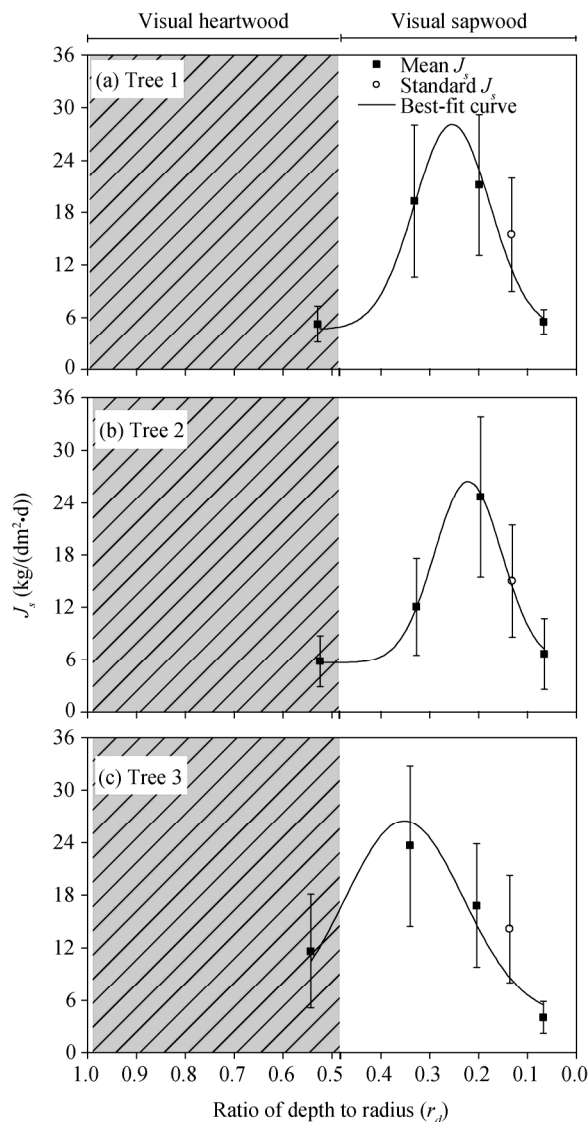 Visual heartwood Visual sapwood
36
30
24
18
12
6
0
(a) Tree 1
Mean Js
Standard Js
Best-fit curve
36
30
24
18
12
6
0
(b) Tree 2
Js (kg/(dm²•d))
36
30
24
18
12
6
0
(c) Tree 3
1.0 0.9 0.8 0.7 0.6 0.5 0.4 0.3 0.2 0.1 0.0
Ratio of depth to radius (rd)